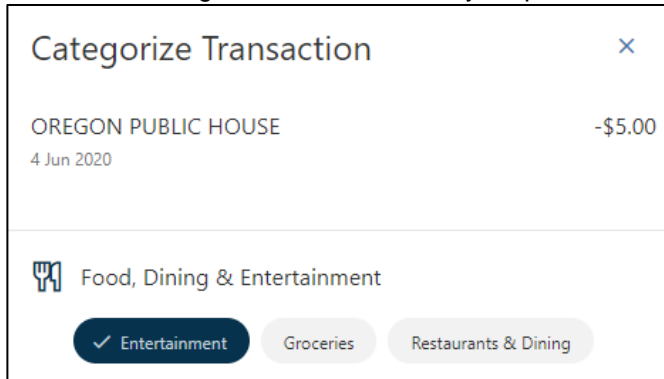 Categorize Transaction ×
OREGON PUBLIC HOUSE -$5.00
4 Jun 2020
Food, Dining & Entertainment
✓ Entertainment Groceries Restaurants & Dining